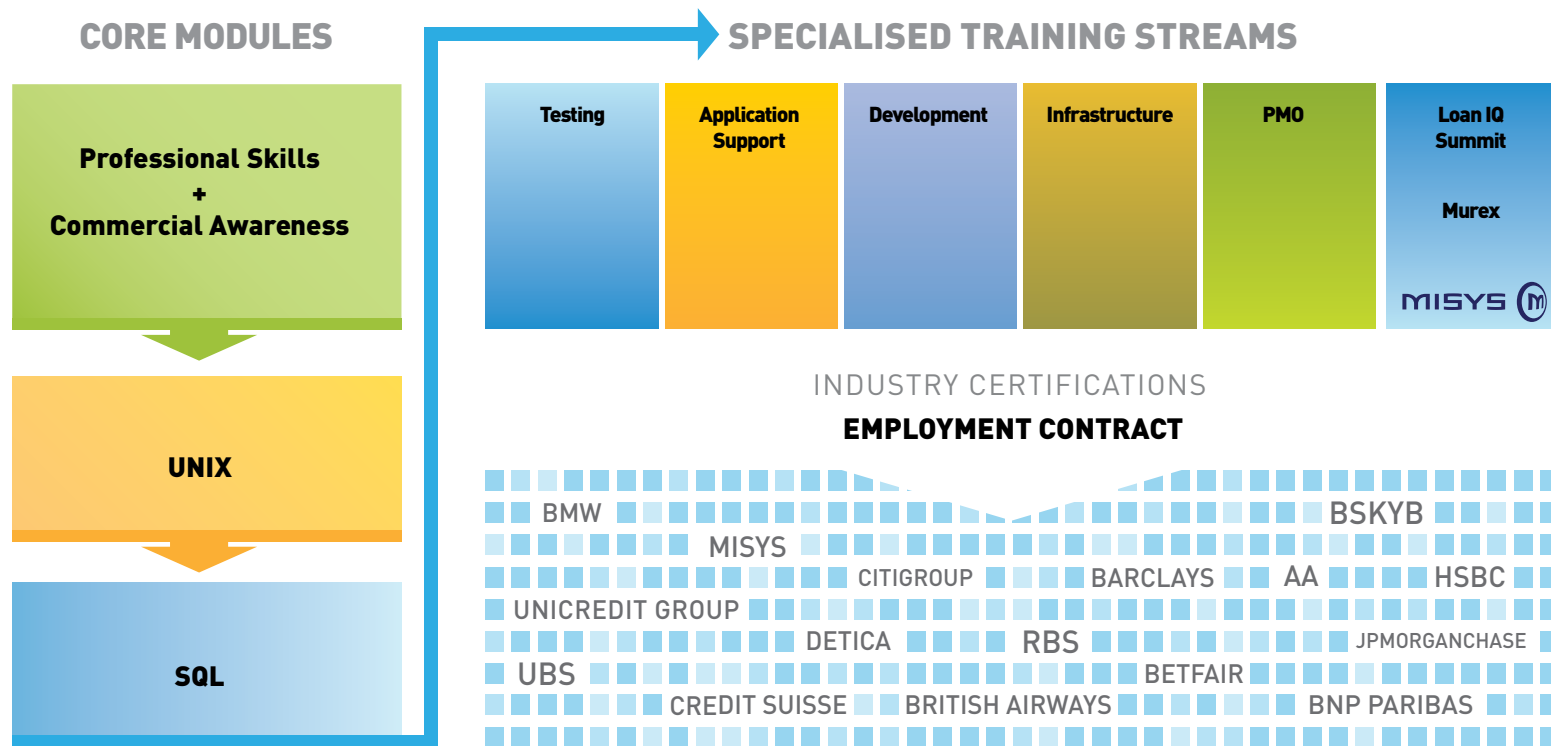 CORE MODULES
Professional Skills
+
Commercial Awareness
UNIX
SQL
SPECIALISED TRAINING STREAMS
Testing
Application
Support
Development
Infrastructure
PMO
Loan IQ
Summit
Murex
MISYS M
INDUSTRY CERTIFICATIONS
EMPLOYMENT CONTRACT
BMW
BSKYB
MISYS
CITIGROUP
BARCLAYS
AA
HSBC
UNICREDIT GROUP
DETICA
RBS
JPMORGANCHASE
UBS
BETFAIR
CREDIT SUISSE
BRITISH AIRWAYS
BNP PARIBAS